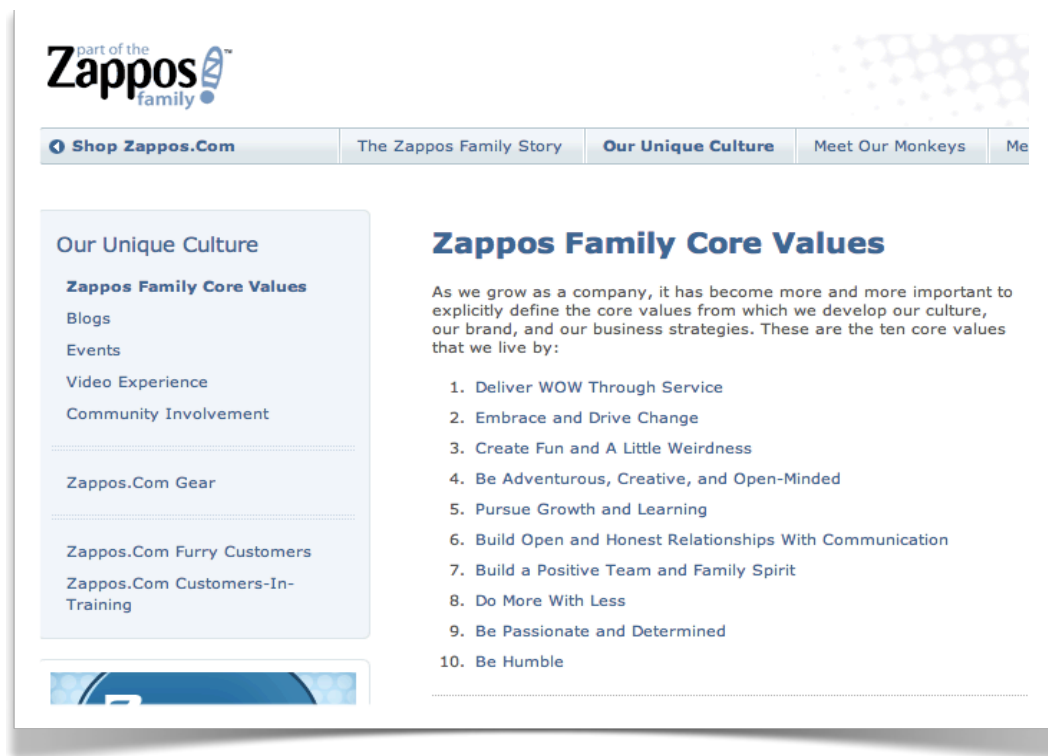 part of the
Zappos
family
TM
Shop Zappos.Com
The Zappos Family Story
Our Unique Culture
Meet Our Monkeys
Me
Our Unique Culture
Zappos Family Core Values
Blogs
Events
Video Experience
Community Involvement
Zappos.Com Gear
Zappos.Com Furry Customers
Zappos.Com Customers-In-
Training
Zappos Family Core Values
As we grow as a company, it has become more and more important to
explicitly define the core values from which we develop our culture,
our brand, and our business strategies. These are the ten core values
that we live by:
1. Deliver WOW Through Service
2. Embrace and Drive Change
3. Create Fun and A Little Weirdness
4. Be Adventurous, Creative, and Open-Minded
5. Pursue Growth and Learning
6. Build Open and Honest Relationships With Communication
7. Build a Positive Team and Family Spirit
8. Do More With Less
9. Be Passionate and Determined
10. Be Humble